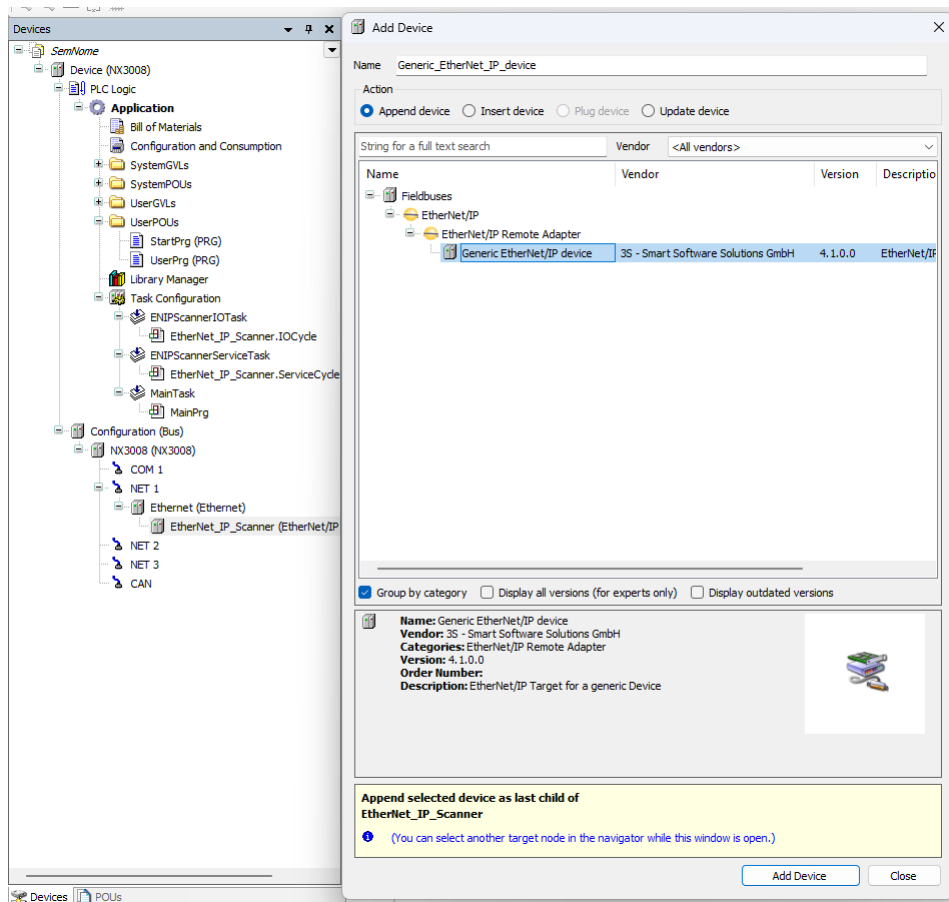 Devices
SemNome
Device (NX3008)
PLC Logic
Application
Bill of Materials
Configuration and Consumption
SystemGVLs
SystemPOUs
UserGVLs
UserPOUs
StartPrg (PRG)
UserPrg (PRG)
Library Manager
Task Configuration
ENIPScannerIOTask
EtherNet_IP_Scanner.IOCycle
ENIPScannerServiceTask
EtherNet_IP_Scanner.ServiceCycle
MainTask
MainPrg
Configuration (Bus)
NX3008 (NX3008)
COM 1
NET 1
Ethernet (Ethernet)
EtherNet_IP_Scanner (EtherNet/IP
NET 2
NET 3
CAN
Devices POUs
Add Device
Name Generic_EtherNet_IP_device
Action
Append device Insert device Plug device Update device
String for a full text search Vendor <All vendors>
Name Vendor Version Descriptio
Fieldbuses
EtherNet/IP
EtherNet/IP Remote Adapter
Generic EtherNet/IP device 3S - Smart Software Solutions GmbH 4.1.0.0 EtherNet/IP
Group by category Display all versions (for experts only) Display outdated versions
Name: Generic EtherNet/IP device
Vendor: 3S - Smart Software Solutions GmbH
Categories: EtherNet/IP Remote Adapter
Version: 4.1.0.0
Order Number:
Description: EtherNet/IP Target for a generic Device
Append selected device as last child of
EtherNet_IP_Scanner
(You can select another target node in the navigator while this window is open.)
Add Device Close